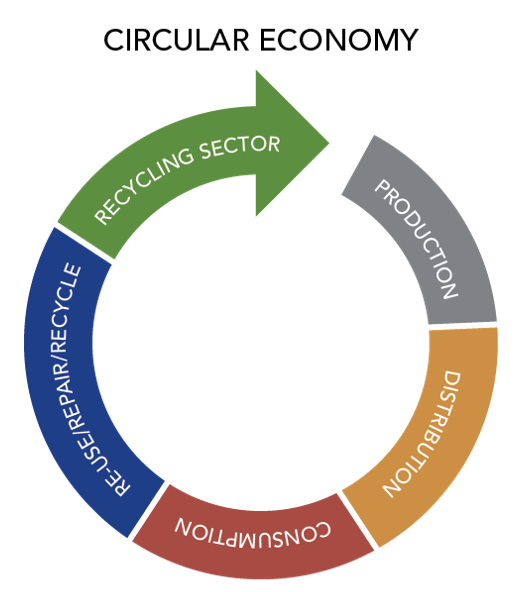 CIRCULAR ECONOMY
PRODUCTION
DISTRIBUTION
CONSUMPTION
RE-USE/REPAIR/RECYCLE
RECYCLING SECTOR